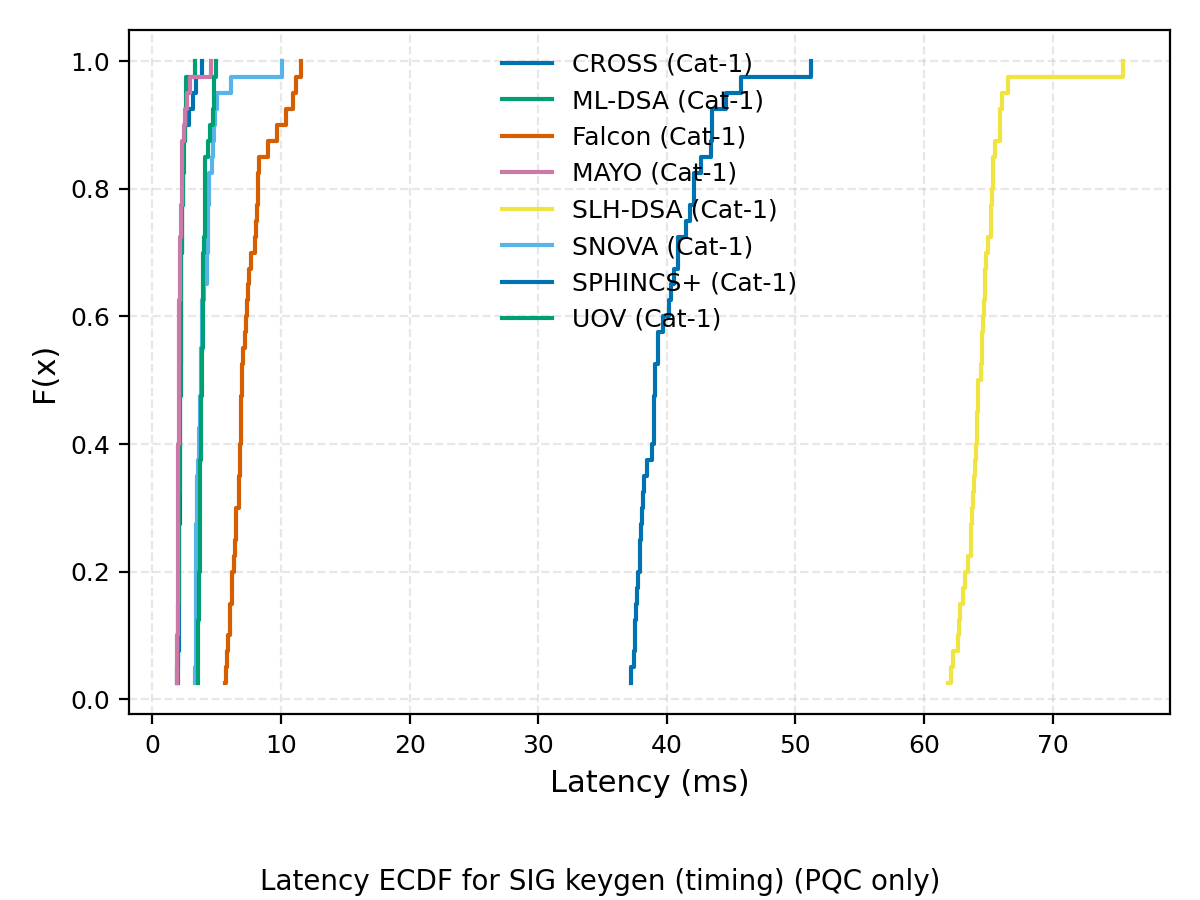 1.0
0.8
0.6
0.4
0.2
0.0
F(x)
CROSS (Cat-1)
ML-DSA (Cat-1)
Falcon (Cat-1)
MAYO (Cat-1)
SLH-DSA (Cat-1)
SNOVA (Cat-1)
SPHINCS+ (Cat-1)
UOV (Cat-1)
0 10 20 30 40 50 60 70
Latency (ms)
Latency ECDF for SIG keygen (timing) (PQC only)